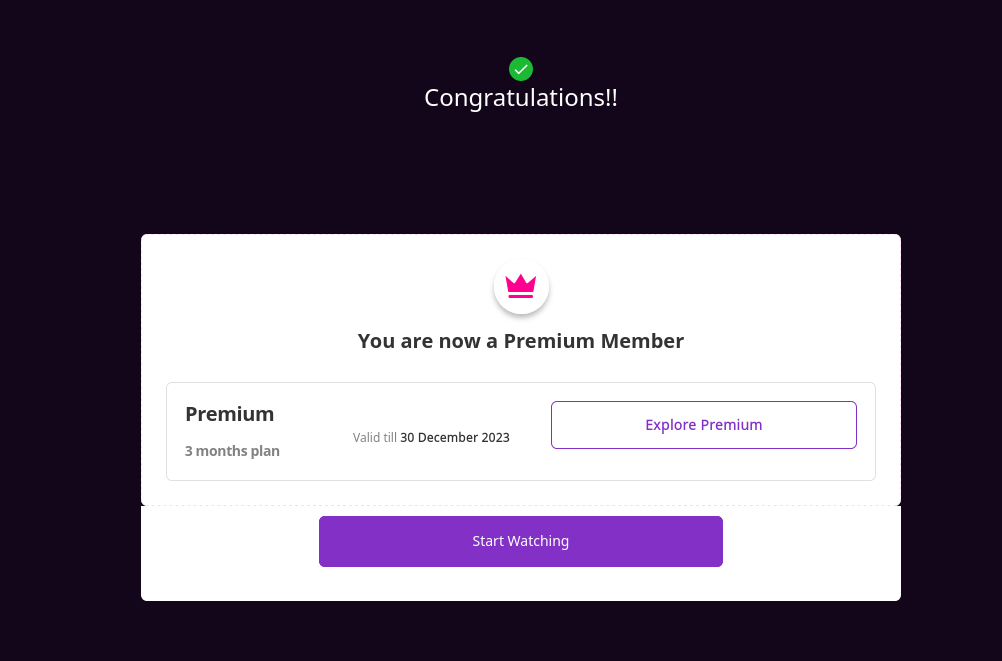 Congratulations!!
You are now a Premium Member
Premium
3 months plan
Valid till 30 December 2023
Explore Premium
Start Watching